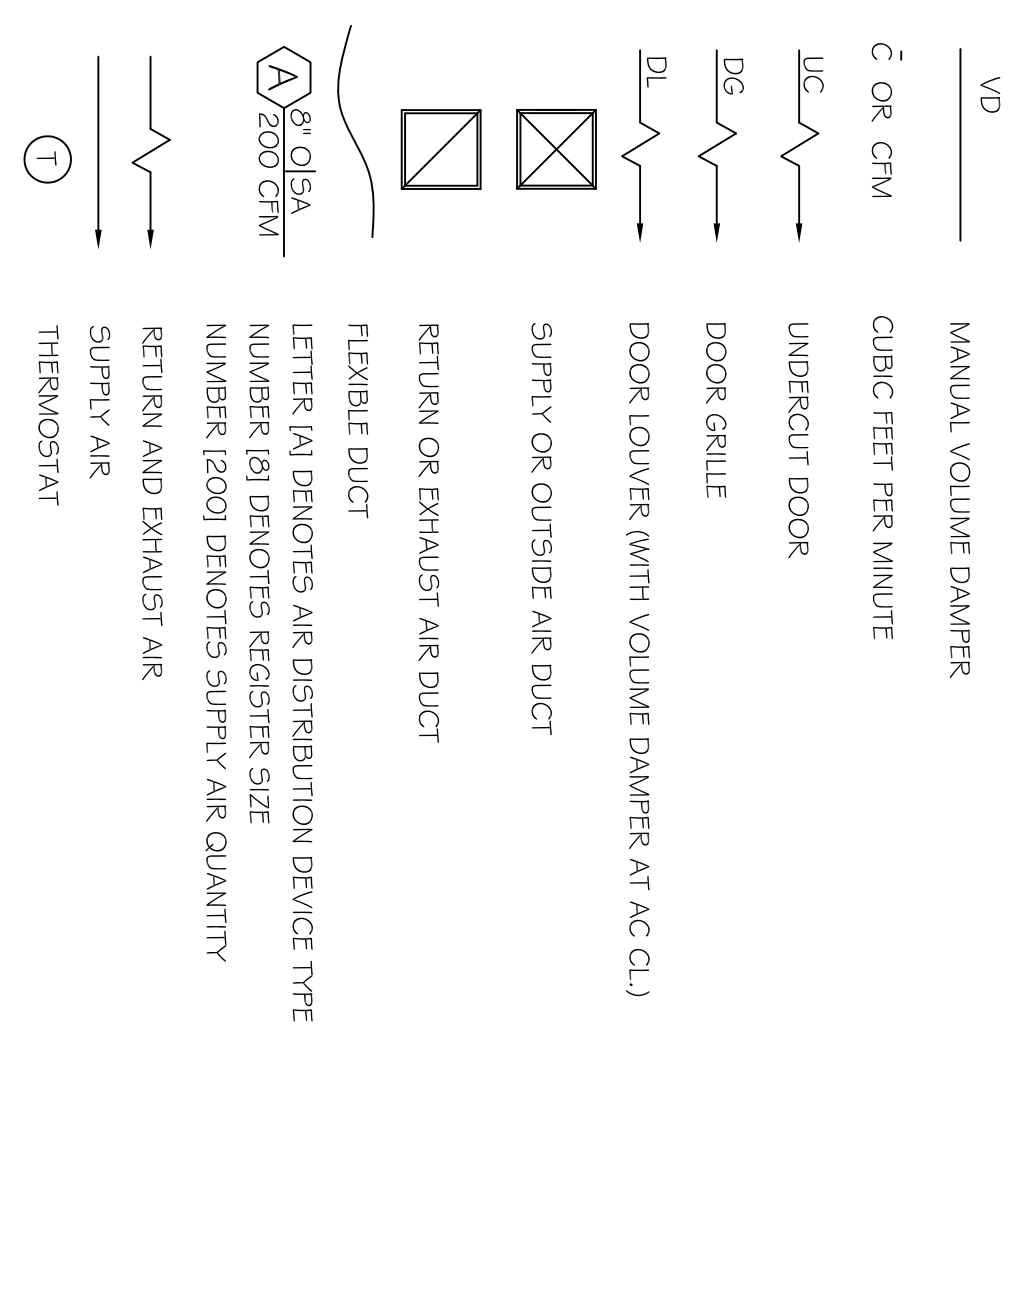 VD
MANUAL VOLUME DAMPER
C̄ OR CFM
CUBIC FEET PER MINUTE
UC
UNDERCUT DOOR
DG
DOOR GRILLE
DL
DOOR LOUVER (WITH VOLUME DAMPER AT AC CL.)
SUPPLY OR OUTSIDE AIR DUCT
RETURN OR EXHAUST AIR DUCT
FLEXIBLE DUCT
A
8" O|SA
200 CFM
LETTER [A] DENOTES AIR DISTRIBUTION DEVICE TYPE
NUMBER [8] DENOTES REGISTER SIZE
NUMBER [200] DENOTES SUPPLY AIR QUANTITY
RETURN AND EXHAUST AIR
SUPPLY AIR
T
THERMOSTAT